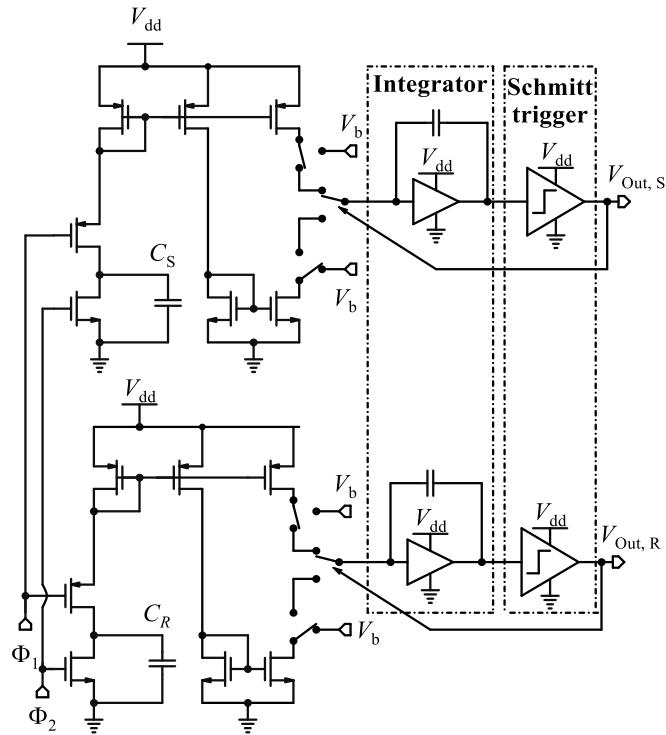 Vdd
Integrator
Schmitt
trigger
Vb
Vdd
Vdd
VOut, S
CS
Vb
Vdd
Vb
Vdd
Vdd
VOut, R
CR
Vb
Φ1
Φ2